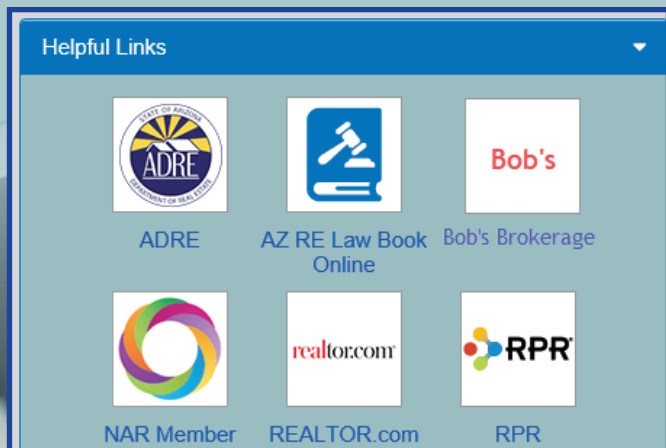 Helpful Links
STATE OF ARIZONA
ADRE
DEPARTMENT OF REAL ESTATE
Bob's
ADRE
AZ RE Law Book
Online
Bob's Brokerage
realtor.com
RPR
NAR Member
REALTOR.com
RPR